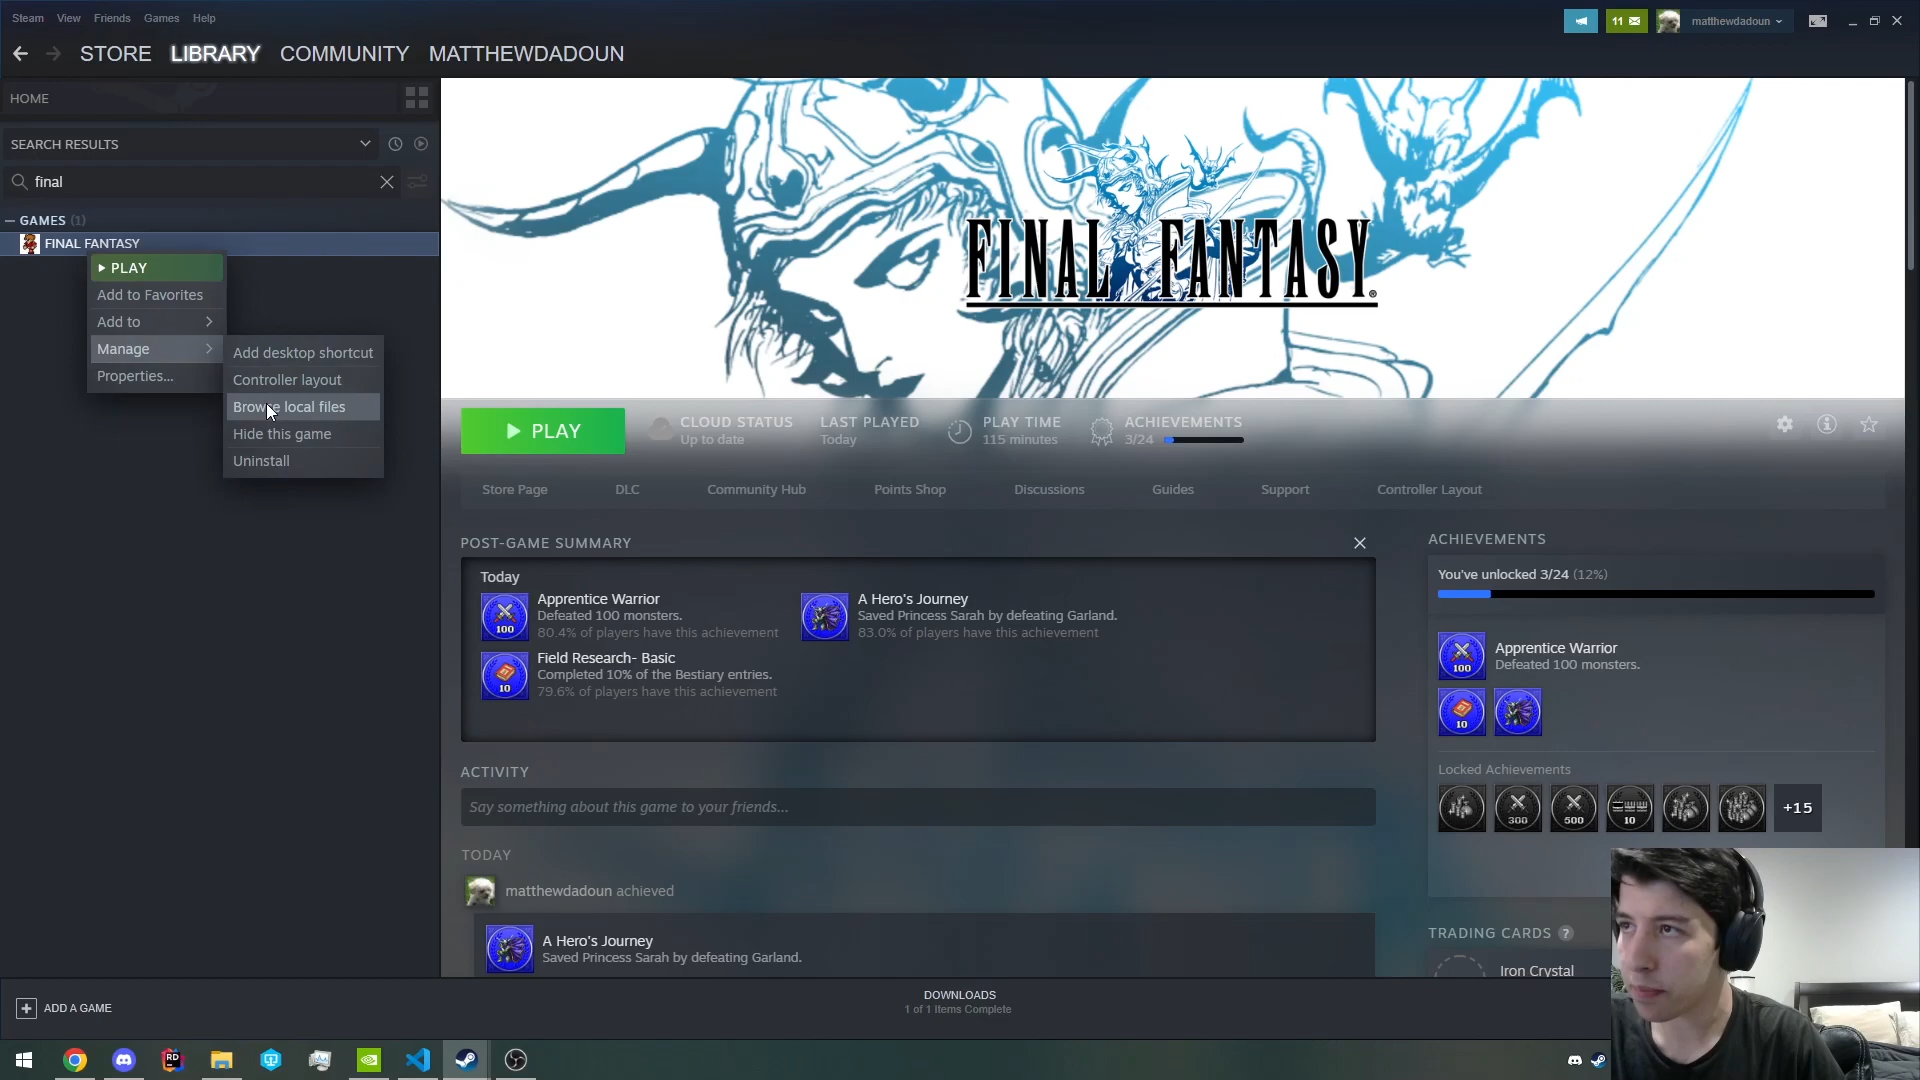 Steam View Friends Games Help
11
matthewdadoun
STORE LIBRARY COMMUNITY MATTHEWDADOUN
HOME
SEARCH RESULTS
final
GAMES (1)
FINAL FANTASY
PLAY
Add to Favorites
Add to
Manage
Properties...
Add desktop shortcut
Controller layout
Browse local files
Hide this game
Uninstall
FINAL FANTASY®
PLAY
CLOUD STATUS
Up to date
LAST PLAYED
Today
PLAY TIME
115 minutes
ACHIEVEMENTS
3/24
Store Page DLC Community Hub Points Shop Discussions Guides Support Controller Layout
POST-GAME SUMMARY
Today
100
Apprentice Warrior
Defeated 100 monsters.
80.4% of players have this achievement
A Hero's Journey
Saved Princess Sarah by defeating Garland.
83.0% of players have this achievement
10
Field Research- Basic
Completed 10% of the Bestiary entries.
79.6% of players have this achievement
ACTIVITY
Say something about this game to your friends...
TODAY
matthewdadoun achieved
A Hero's Journey
Saved Princess Sarah by defeating Garland.
ACHIEVEMENTS
You've unlocked 3/24 (12%)
100
Apprentice Warrior
Defeated 100 monsters.
10
Locked Achievements
300 500 10 +15
TRADING CARDS ?
Iron Crystal
ADD A GAME
DOWNLOADS
1 of 1 Items Complete
RD